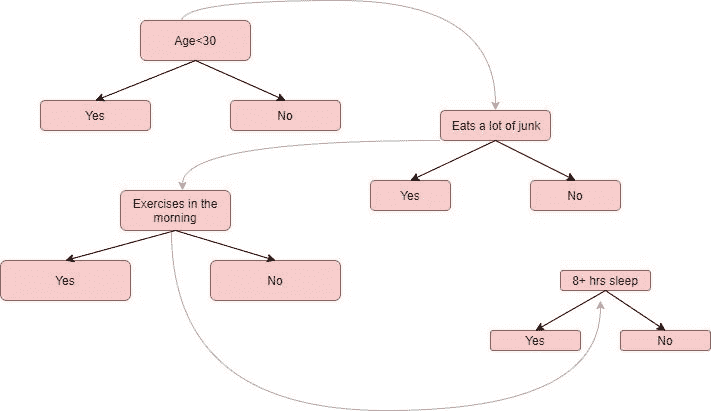 Age<30
Yes
No
Eats a lot of junk
Yes
No
Exercises in the
morning
Yes
No
8+ hrs sleep
Yes
No